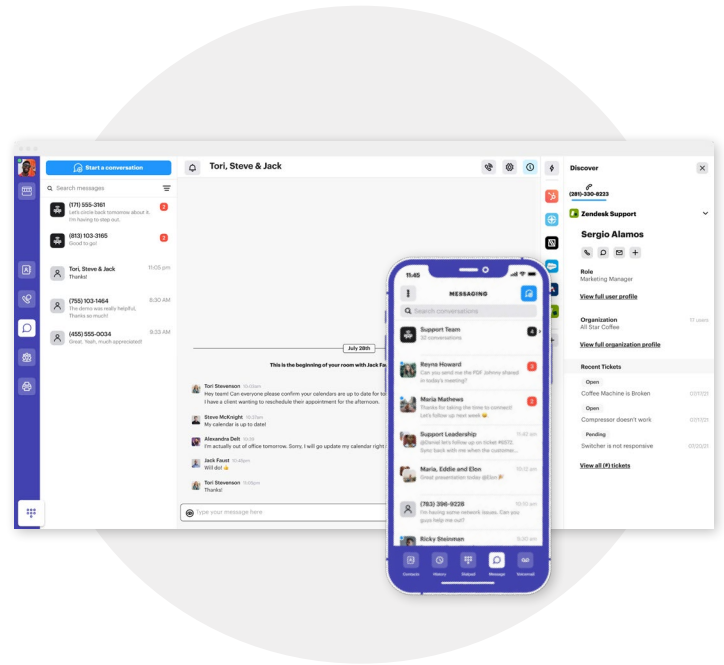 Start a conversation
Search messages
(171) 555-3161
2
Let's circle back tomorrow about it.
I'm having to step out.
(813) 103-3165
2
Good to go!
Tori, Steve & Jack
11:05 pm
Thanks!
(755) 103-1464
8:30 AM
The demo was really helpful,
Thanks so much!
(455) 555-0034
9:33 AM
Great. Yeah, much appreciated!
Tori, Steve & Jack
July 28th
This is the beginning of your room with Jack
Tori Stevenson
Hey team! Can everyone please confirm your calendars are up to date for
I have a client wanting to reschedule their appointment for the afternoon.
Steve McKnight
My calendar is up to date!
Alexandra Delt
I'm actually out of office tomorrow. Sorry, I will go update my calendar right
Jack Faust
Will do! 👍
Tori Stevenson
Thanks!
Type your message here
11:45
MESSAGING
Search conversations
Support Team
32 conversations
4
Reyna Howard
3
Can you send me the PDF Johns shared
in today's meeting?
Maria Mathews
2
Thanks for taking the time to connect!
Let's follow up next week
Support Leadership
11:40 am
Sync back with me when the customer...
Maria, Eddie and Elon
Great presentation today @Elon 🎉
(783) 396-9226
I'm having some network issues. Can you
guys help me out?
Ricky Steinman
Contacts
History
Dialpad
Message
Voicemail
Discover
(281)-330-8223
Zendesk Support
Sergio Alamos
Role
Marketing Manager
View full user profile
Organization
All Star Coffee
View full organization profile
Recent Tickets
Open
Coffee Machine is Broken
Open
Compressor doesn't work
Pending
Switcher is not responsive
07/20/21
View all (#) tickets